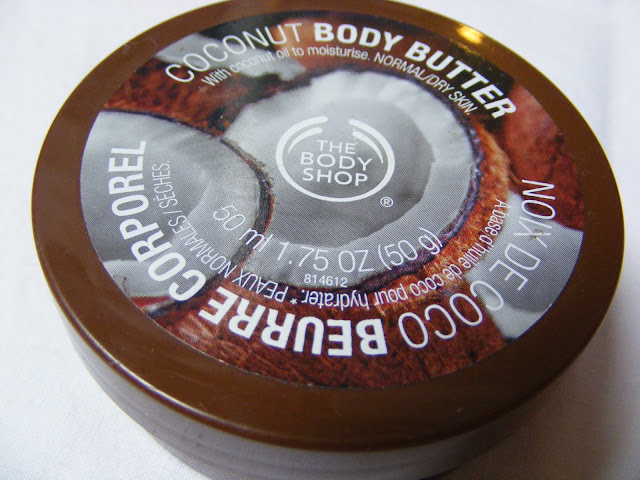 COCONUT BODY BUTTER
With coconut oil to moisturise. NORMAL/DRY SKIN.
THE
BODY
SHOP
®
50 ml 1.75 OZ (50 g)
814612
NOIX DE COCO BEURRE CORPOREL
A base d'huile de coco pour hydrater.* PEAUX NORMALES / SÈCHES.